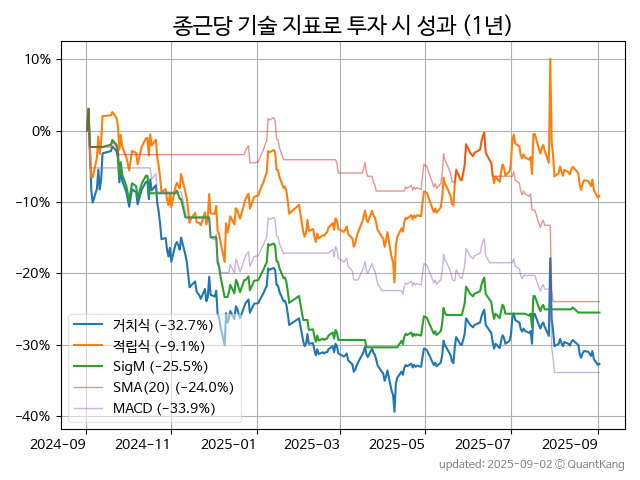 종근당 기술 지표로 투자 시 성과 (1년)
10%
0%
−10%
−20%
−30%
−40%
거치식 (−32.7%)
적립식 (−9.1%)
SigM (−25.5%)
SMA(20) (−24.0%)
MACD (−33.9%)
2024-09
2024-11
2025-01
2025-03
2025-05
2025-07
2025-09
updated: 2025-09-02 © QuantKang